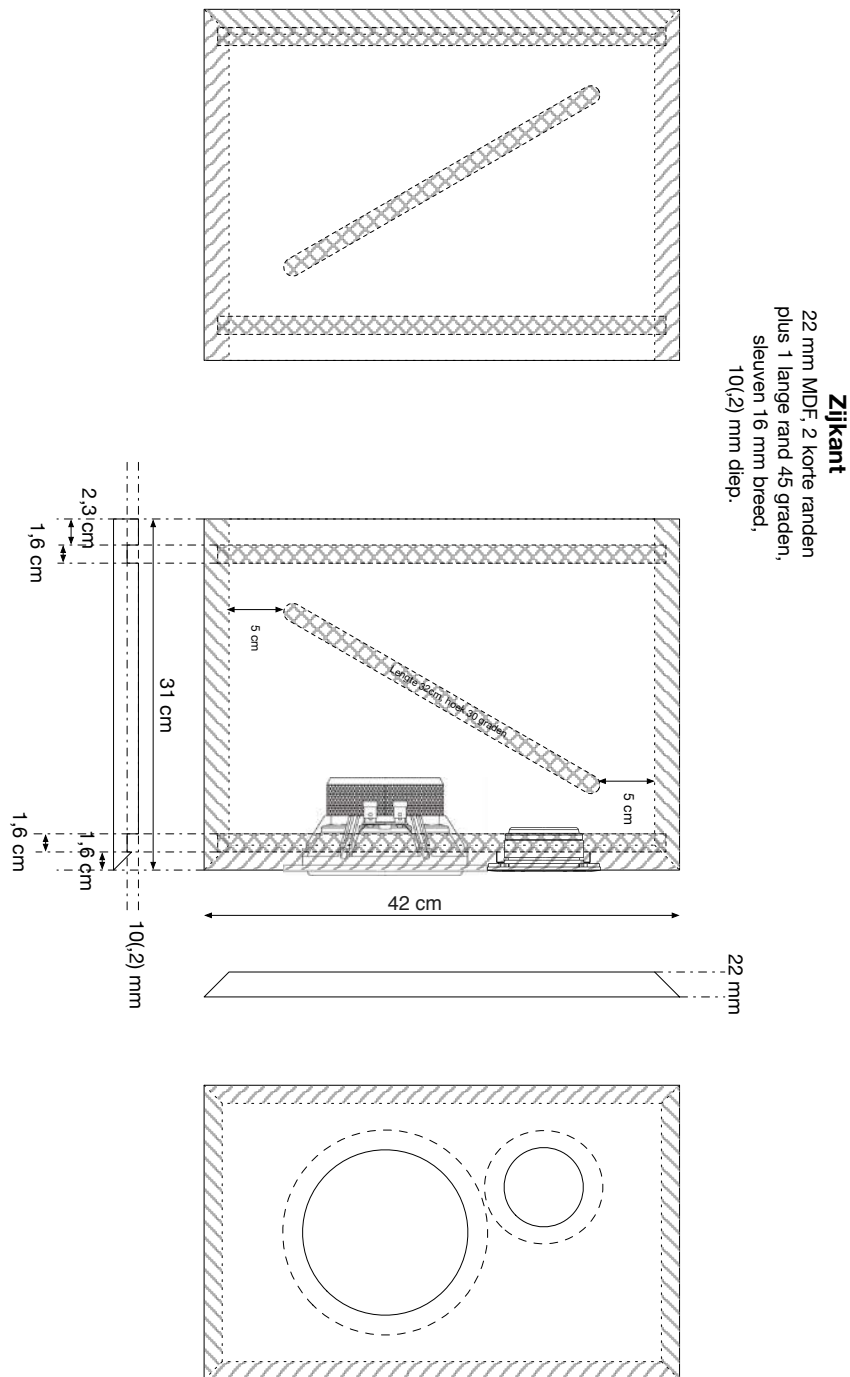 Zijkant
22 mm MDF, 2 korte randen
plus 1 lange rand 45 graden,
sleuven 16 mm breed,
10(,2) mm diep.
2,3 cm
1,6 cm
31 cm
5 cm
Lengte 32cm, hoek 30 graden
5 cm
1,6 cm
1,6 cm
10(,2) mm
42 cm
22 mm